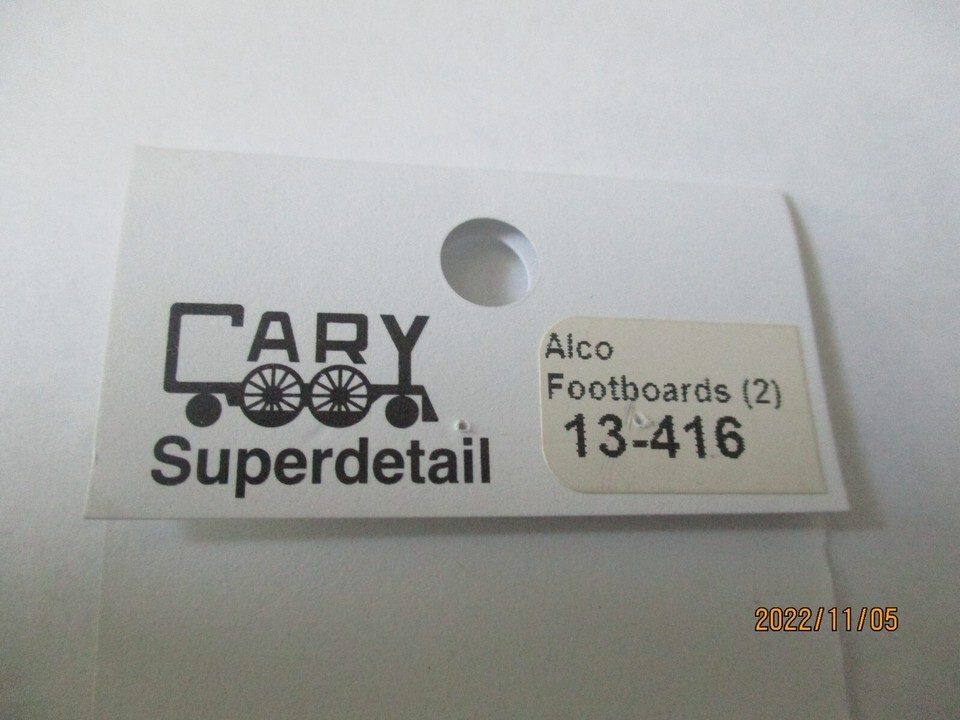 CARY
Superdetail
Alco
Footboards (2)
13-416
2022/11/05